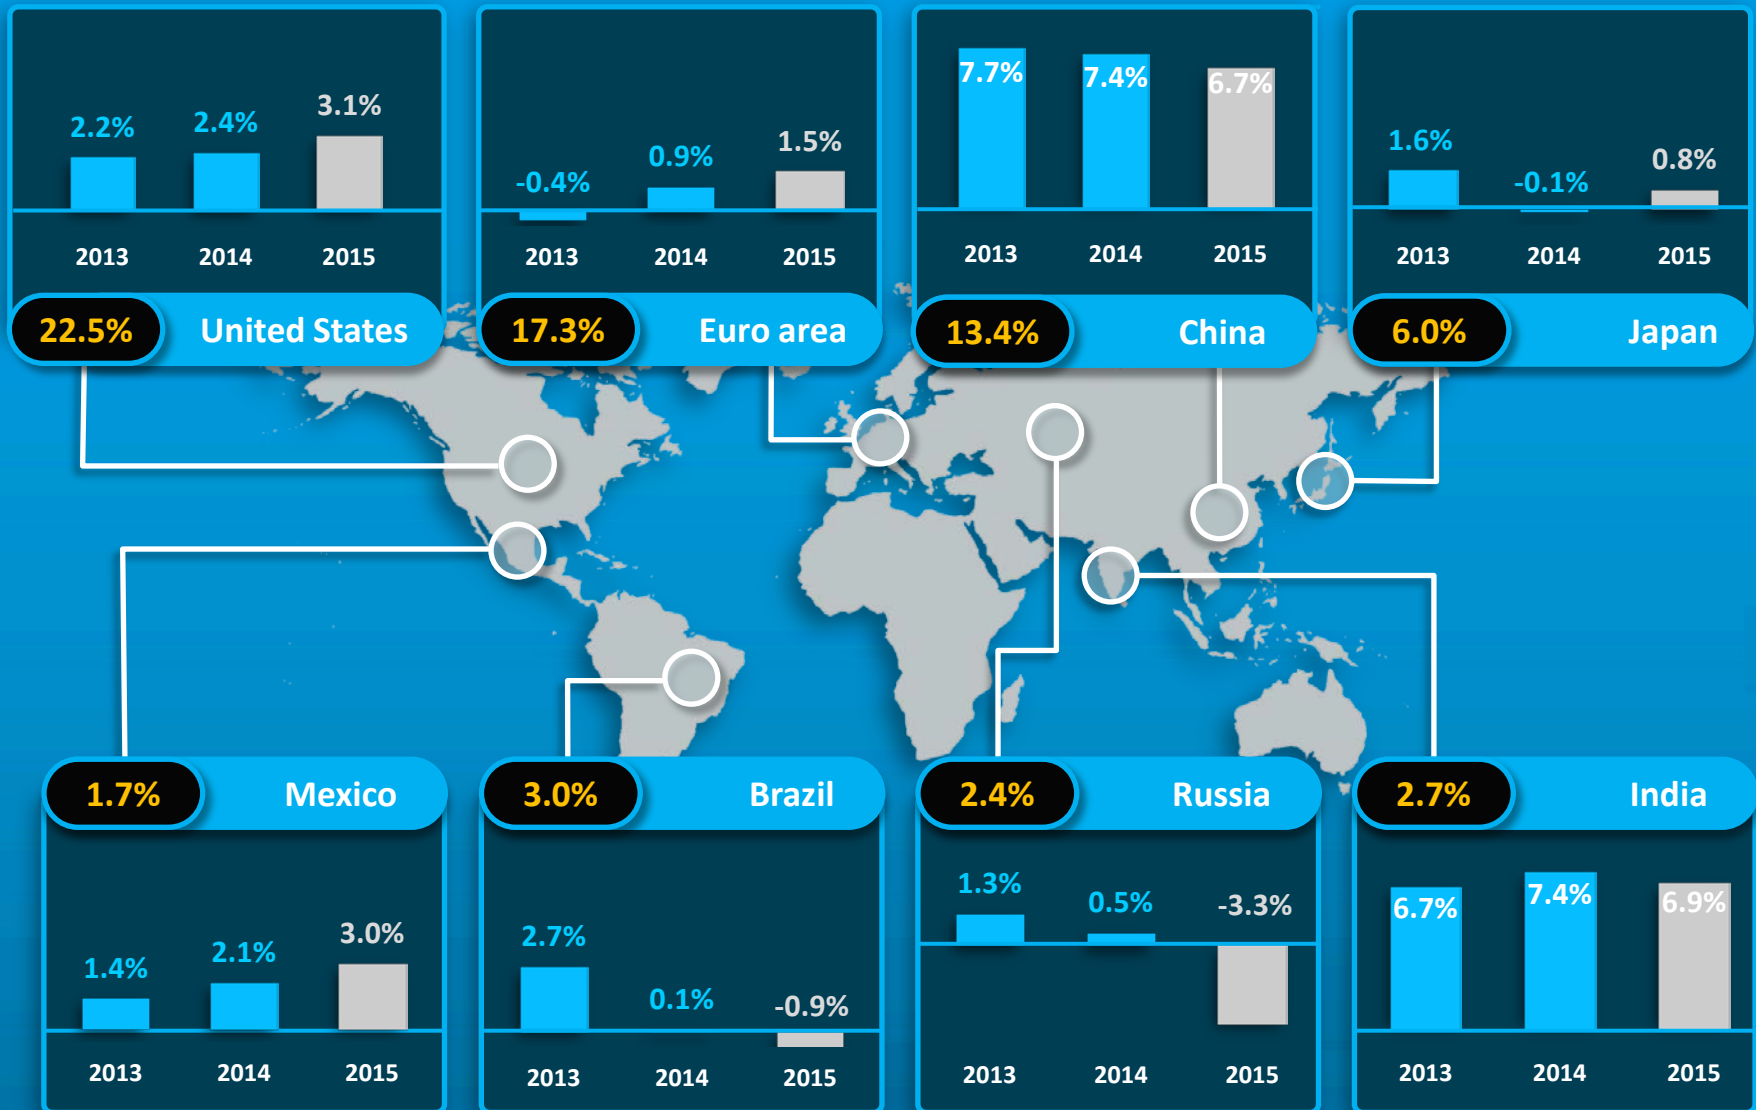 2.2%
2.4%
3.1%
2013 2014 2015
22.5% United States
-0.4%
0.9%
1.5%
2013 2014 2015
17.3% Euro area
7.7%
7.4%
6.7%
2013 2014 2015
13.4% China
1.6%
-0.1%
0.8%
2013 2014 2015
6.0% Japan
1.7% Mexico
1.4%
2.1%
3.0%
2013 2014 2015
3.0% Brazil
2.7%
0.1%
-0.9%
2013 2014 2015
2.4% Russia
1.3%
0.5%
-3.3%
2013 2014 2015
2.7% India
6.7%
7.4%
6.9%
2013 2014 2015